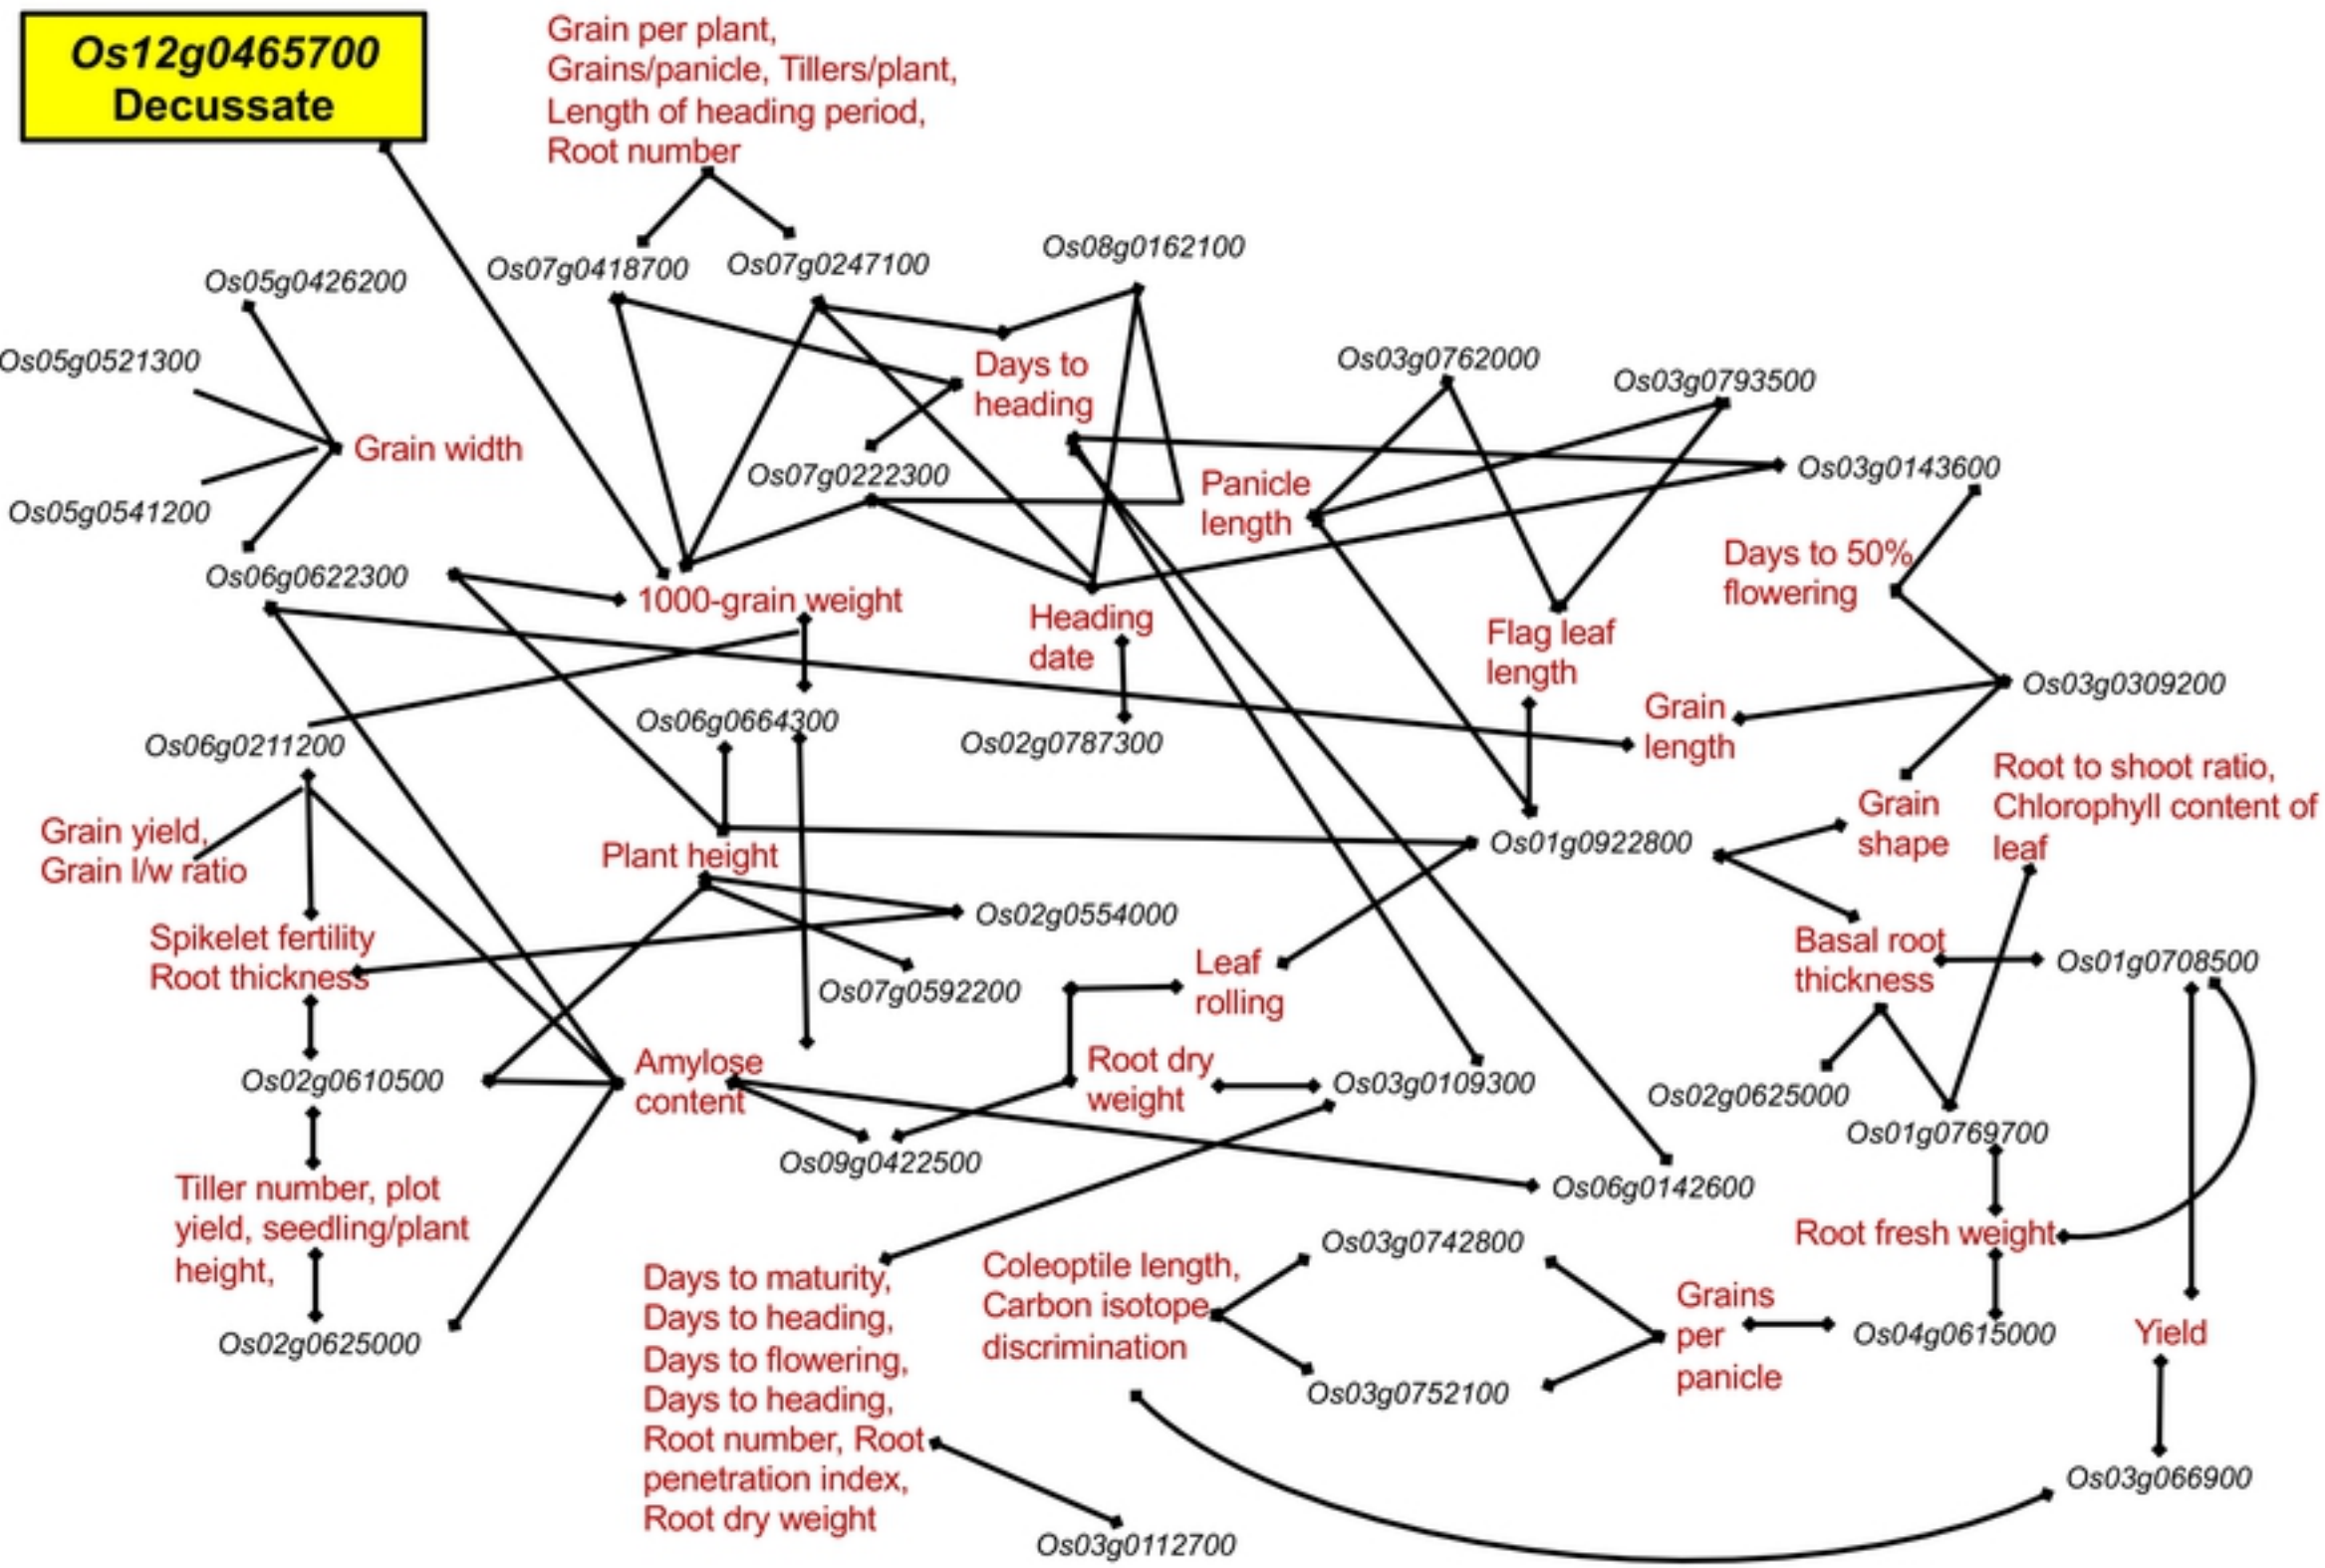 Os12g0465700
Decussate
Grain per plant,
Grains/panicle, Tillers/plant,
Length of heading period,
Root number
Os08g0162100
Os07g0418700
Os07g0247100
Os05g0426200
Os05g0521300
Days to
heading
Os03g0762000
Os03g0793500
Grain width
Os07g0222300
Panicle
length
Os03g0143600
Os05g0541200
Days to 50%
flowering
Os06g0622300
1000-grain weight
Heading
date
Flag leaf
length
Os03g0309200
Grain
length
Os06g0211200
Os06g0664300
Os02g0787300
Root to shoot ratio,
Chlorophyll content of
leaf
Grain
shape
Grain yield,
Grain l/w ratio
Plant height
Os01g0922800
Os02g0554000
Spikelet fertility
Root thickness
Os07g0592200
Leaf
rolling
Basal root
thickness
Os01g0708500
Os02g0610500
Amylose
content
Root dry
weight
Os03g0109300
Os02g0625000
Os01g0769700
Os09g0422500
Os06g0142600
Tiller number, plot
yield, seedling/plant
height,
Root fresh weight
Os03g0742800
Days to maturity,
Days to heading,
Days to flowering,
Days to heading,
Root number, Root
penetration index,
Root dry weight
Coleoptile length,
Carbon isotope
discrimination
Grains
per
panicle
Os04g0615000
Yield
Os02g0625000
Os03g0752100
Os03g066900
Os03g0112700